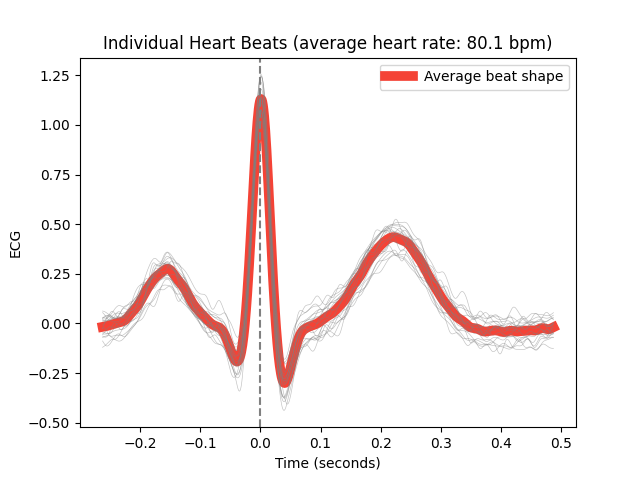 Individual Heart Beats (average heart rate: 80.1 bpm)
Average beat shape
1.25
1.00
0.75
0.50
0.25
0.00
−0.25
−0.50
ECG
−0.2 −0.1 0.0 0.1 0.2 0.3 0.4 0.5
Time (seconds)